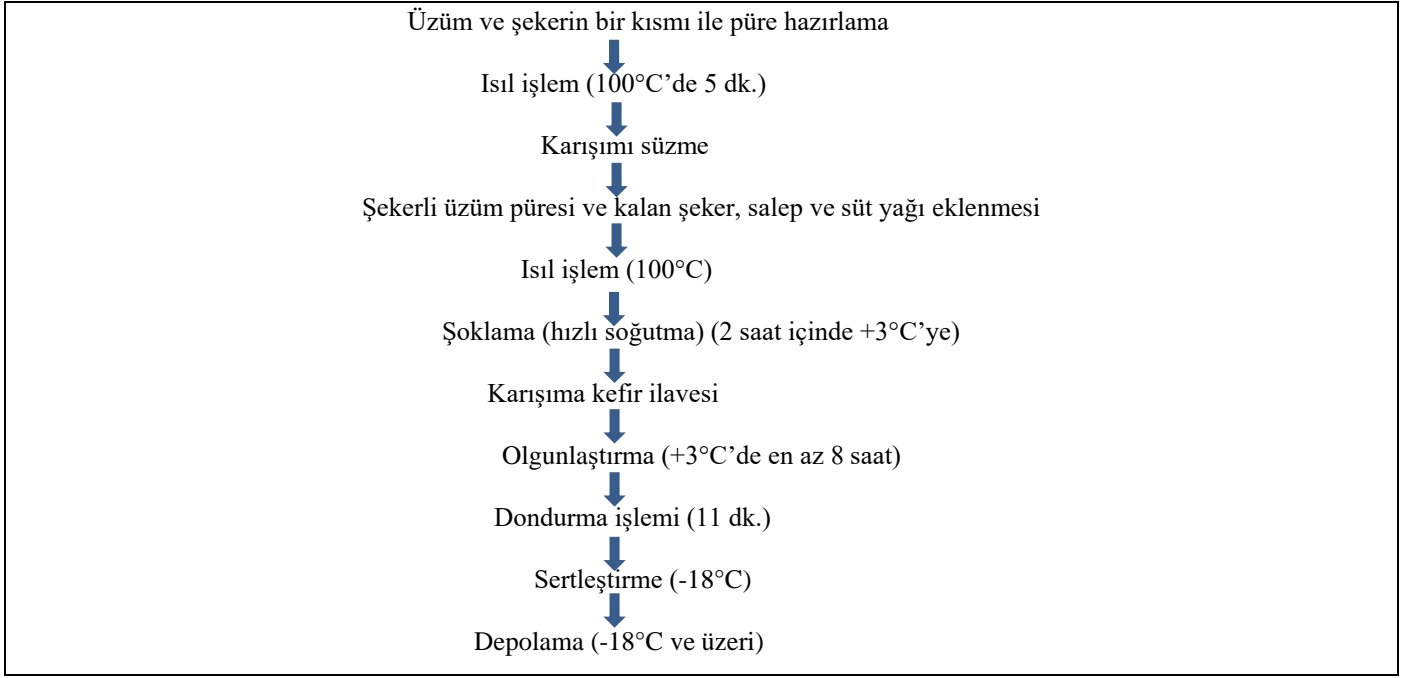 Üzüm ve şekerin bir kısmı ile püre hazırlama
Isıl işlem (100°C’de 5 dk.)
Karışımı süzme
Şekerli üzüm püresi ve kalan şeker, salep ve süt yağı eklenmesi
Isıl işlem (100°C)
Şoklama (hızlı soğutma) (2 saat içinde +3°C’ye)
Karışıma kefir ilavesi
Olgunlaştırma (+3°C’de en az 8 saat)
Dondurma işlemi (11 dk.)
Sertleştirme (-18°C)
Depolama (-18°C ve üzeri)